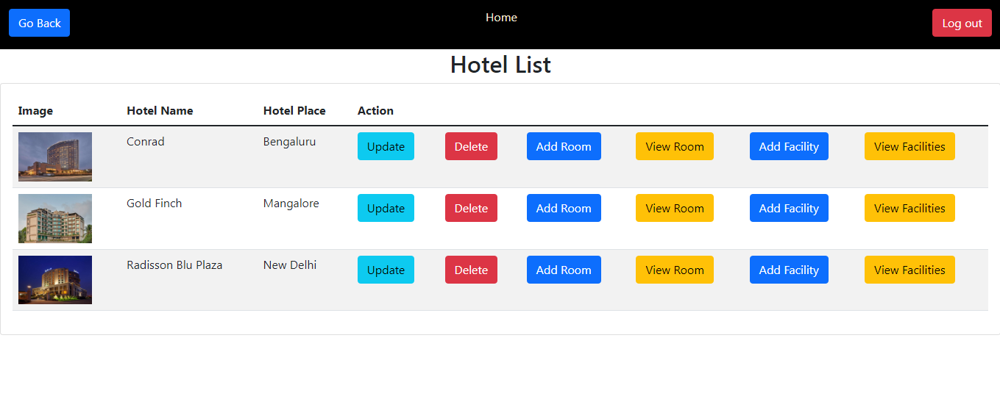 Go Back Home Log out
Hotel List
Image Hotel Name Hotel Place Action
Conrad Bengaluru Update Delete Add Room View Room Add Facility View Facilities
Gold Finch Mangalore Update Delete Add Room View Room Add Facility View Facilities
Radisson Blu Plaza New Delhi Update Delete Add Room View Room Add Facility View Facilities